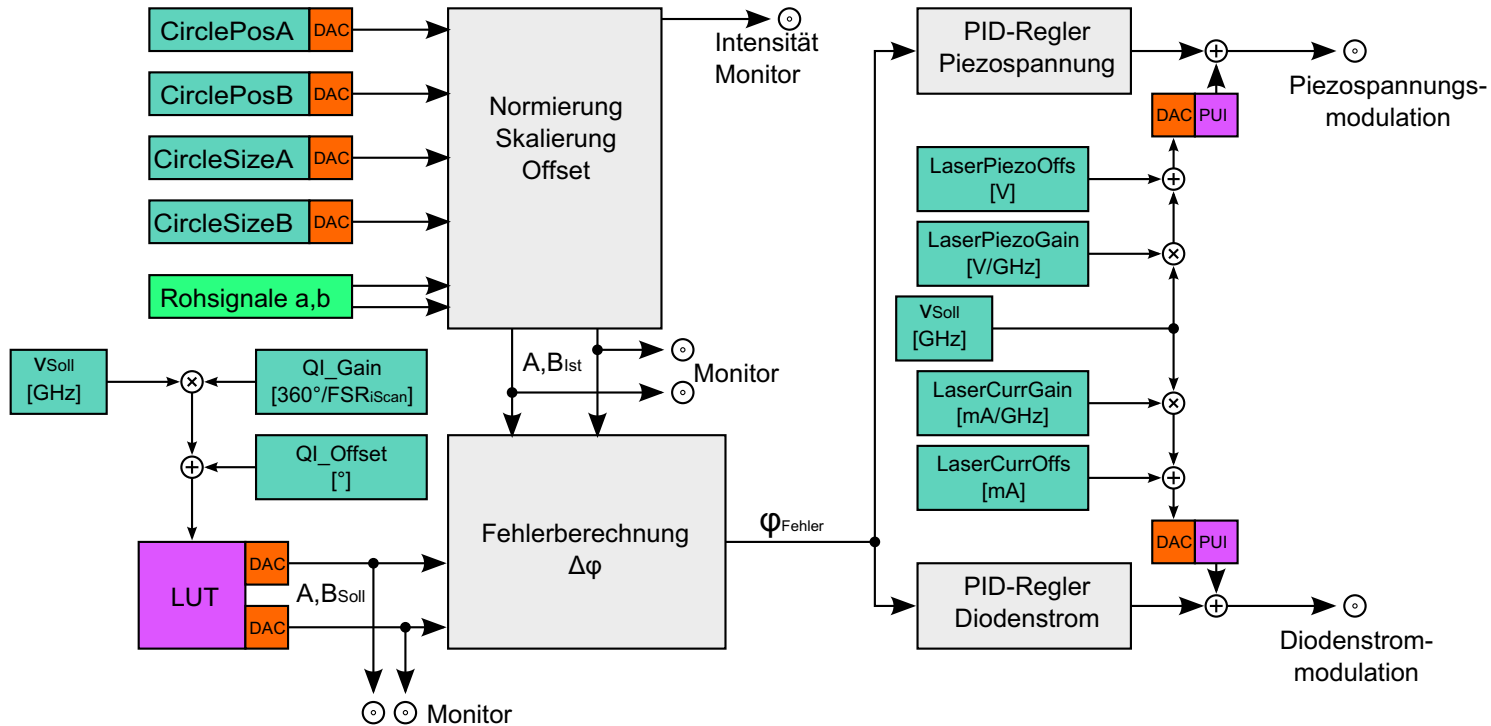 CirclePosA DAC
CirclePosB DAC
CircleSizeA DAC
CircleSizeB DAC
Rohsignale a,b
Normierung
Skalierung
Offset
Intensität
Monitor
PID-Regler
Piezospannung
Piezospannungs-
modulation
DAC PUI
LaserPiezoOffs
[V]
LaserPiezoGain
[V/GHz]
νSoll
[GHz]
LaserCurrGain
[mA/GHz]
LaserCurrOffs
[mA]
DAC PUI
PID-Regler
Diodenstrom
Diodenstrom-
modulation
νSoll
[GHz]
QI_Gain
[360°/FSRiScan]
QI_Offset
[°]
A,BIst
Monitor
LUT
DAC
DAC
A,BSoll
Fehlerberechnung
Δφ
φFehler
Monitor